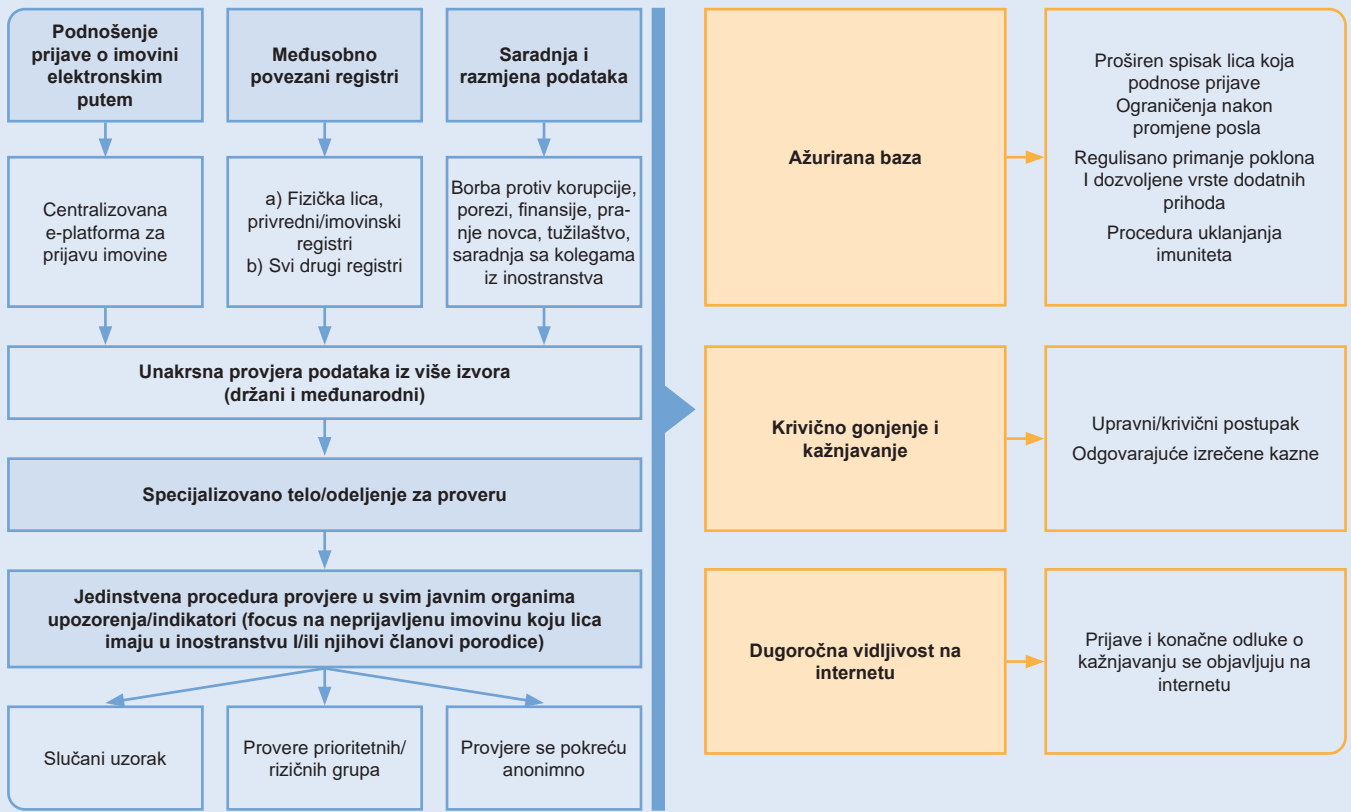 Podnošenje
prijave o imovini
elektronskim
putem
Međusobno
povezani registri
Saradnja i
razmjena podataka
Centralizovana
e-platforma za
prijavu imovine
a) Fizička lica,
privredni/imovinski
registri
b) Svi drugi registri
Borba protiv korupcije,
porezi, finansije, pra-
nje novca, tužilaštvo,
saradnja sa kolegama
iz inostranstva
Unakrsna provjera podataka iz više izvora
(držani i međunarodni)
Specijalizovano telo/odeljenje za proveru
Jedinstvena procedura provjere u svim javnim organima
upozorenja/indikatori (focus na neprijavljenu imovinu koju lica
imaju u inostranstvu I/ili njihovi članovi porodice)
Slučani uzorak
Provere prioritetnih/
rizičnih grupa
Provjere se pokreću
anonimno
Ažurirana baza
Proširen spisak lica koja
podnose prijave
Ograničenja nakon
promjene posla
Regulisano primanje poklona
I dozvoljene vrste dodatnih
prihoda
Procedura uklanjanja
imuniteta
Krivično gonjenje i
kažnjavanje
Upravni/krivični postupak
Odgovarajuće izrečene kazne
Dugoročna vidljivost na
internetu
Prijave i konačne odluke o
kažnjavanju se objavljuju na
internetu